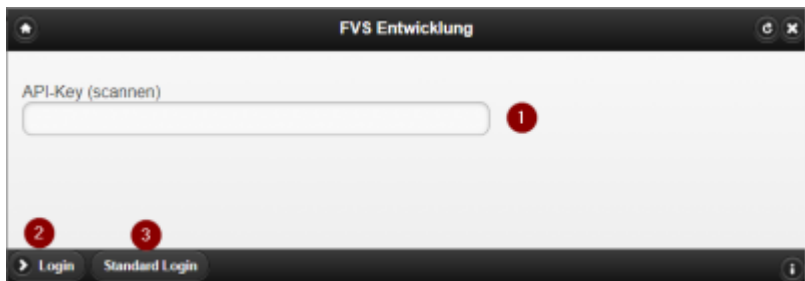 FVS Entwicklung
API-Key (scannen)
1
2
3
Login
Standard Login